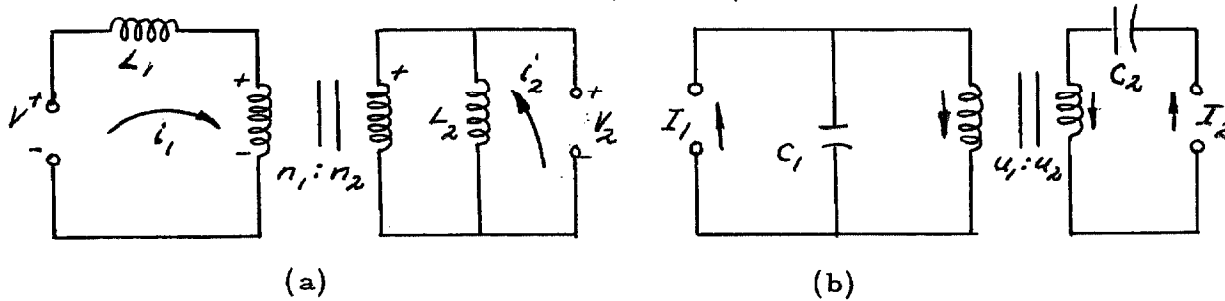 L₁
V
+
-
i₁
+
-
n₁:n₂
+
L₂
i₂
+
V₂
-
(a)
I₁
C₁
u₁:u₂
C₂
I₂
(b)